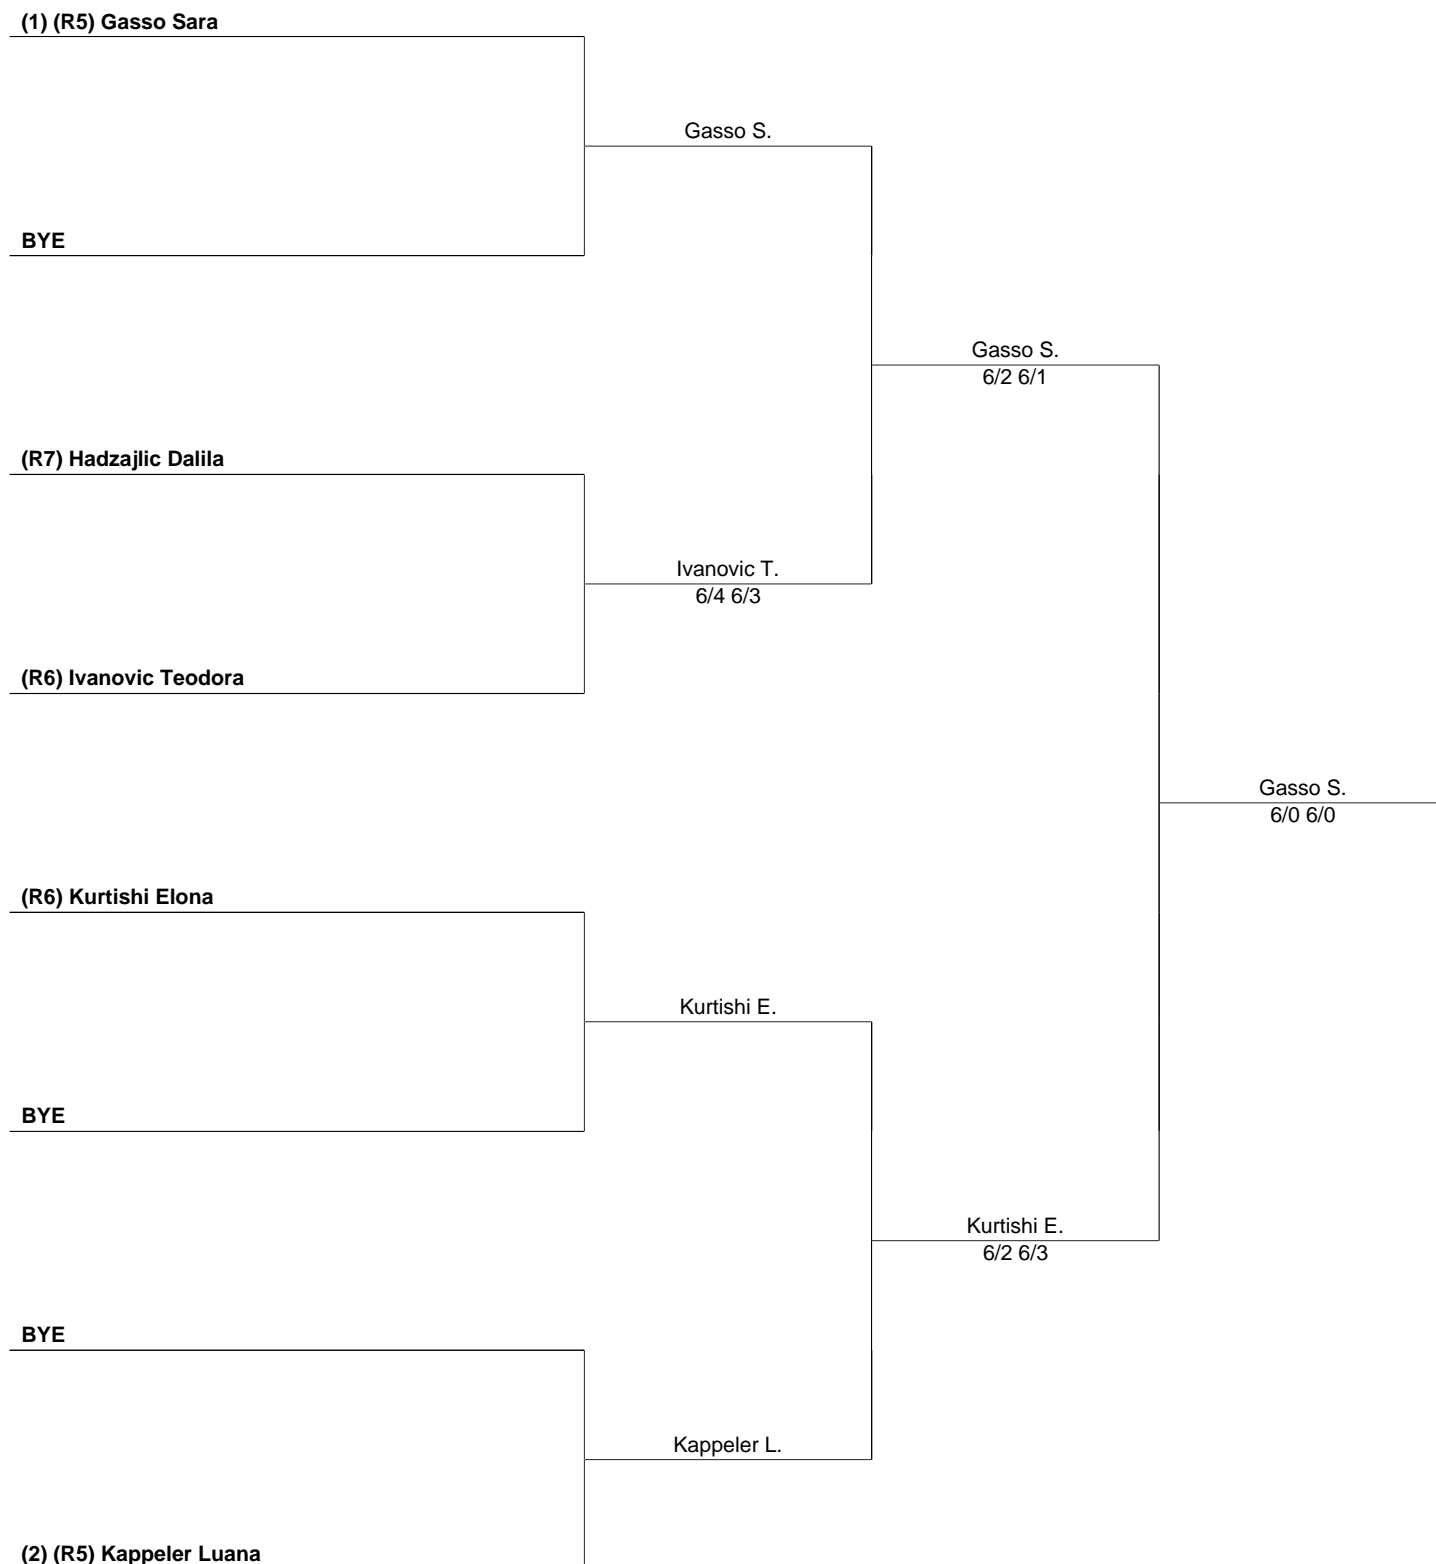 (1) (R5) Gasso Sara
Gasso S.
BYE
Gasso S.
6/2 6/1
(R7) Hadzajlic Dalila
Ivanovic T.
6/4 6/3
(R6) Ivanovic Teodora
Gasso S.
6/0 6/0
(R6) Kurtishi Elona
Kurtishi E.
BYE
Kurtishi E.
6/2 6/3
BYE
Kappeler L.
(2) (R5) Kappeler Luana